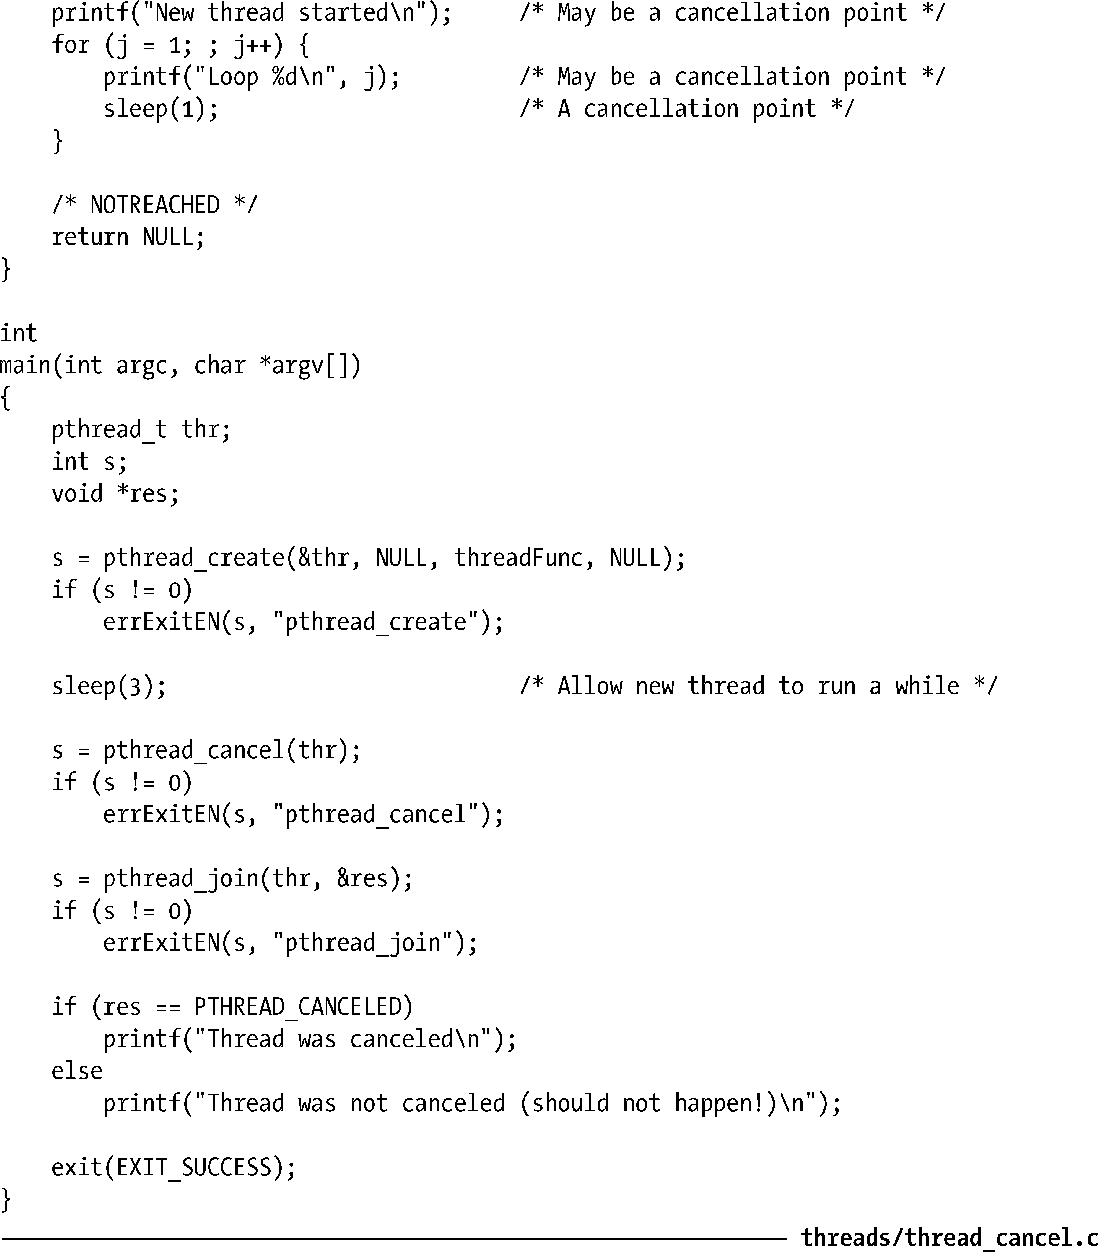 printf("New thread started\n");     /* May be a cancellation point */
    for (j = 1; ; j++) {
        printf("Loop %d\n", j);         /* May be a cancellation point */
        sleep(1);                       /* A cancellation point */
    }

    /* NOTREACHED */
    return NULL;
}

int
main(int argc, char *argv[])
{
    pthread_t thr;
    int s;
    void *res;

    s = pthread_create(&thr, NULL, threadFunc, NULL);
    if (s != 0)
        errExitEN(s, "pthread_create");

    sleep(3);                           /* Allow new thread to run a while */

    s = pthread_cancel(thr);
    if (s != 0)
        errExitEN(s, "pthread_cancel");

    s = pthread_join(thr, &res);
    if (s != 0)
        errExitEN(s, "pthread_join");

    if (res == PTHREAD_CANCELED)
        printf("Thread was canceled\n");
    else
        printf("Thread was not canceled (should not happen!)\n");

    exit(EXIT_SUCCESS);
}
threads/thread_cancel.c